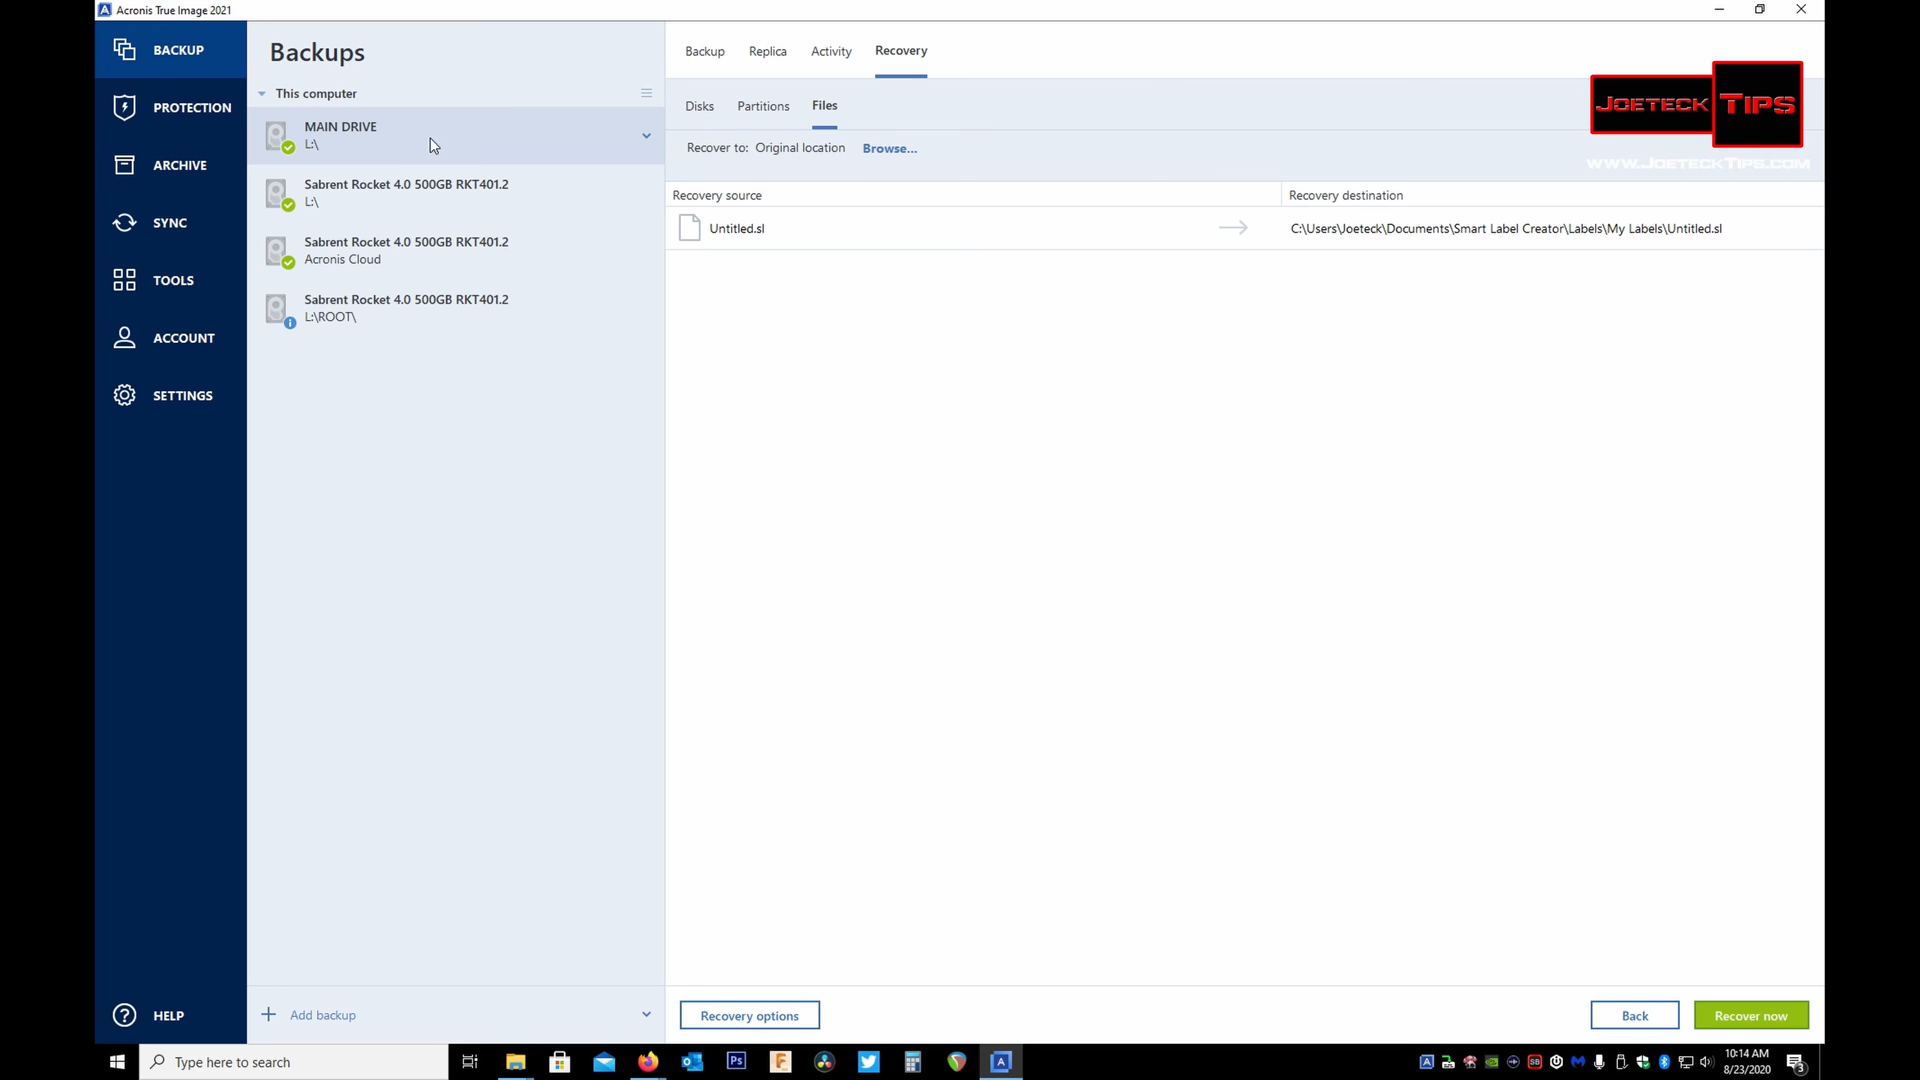 Acronis True Image 2021
BACKUP
PROTECTION
ARCHIVE
SYNC
TOOLS
ACCOUNT
SETTINGS
HELP
Backups
This computer
MAIN DRIVE
L:\
Sabrent Rocket 4.0 500GB RKT401.2
L:\
Sabrent Rocket 4.0 500GB RKT401.2
Acronis Cloud
Sabrent Rocket 4.0 500GB RKT401.2
L:\ROOT\
Add backup
Backup Replica Activity Recovery
Disks Partitions Files
Recover to: Original location Browse...
Joeteck Tips
www.JoeteckTips.com
Recovery source Recovery destination
Untitled.sl C:\Users\Joeteck\Documents\Smart Label Creator\Labels\My Labels\Untitled.sl
Recovery options Back Recover now
Type here to search
Ps
F
A
SB
10:14 AM
8/23/2020
3